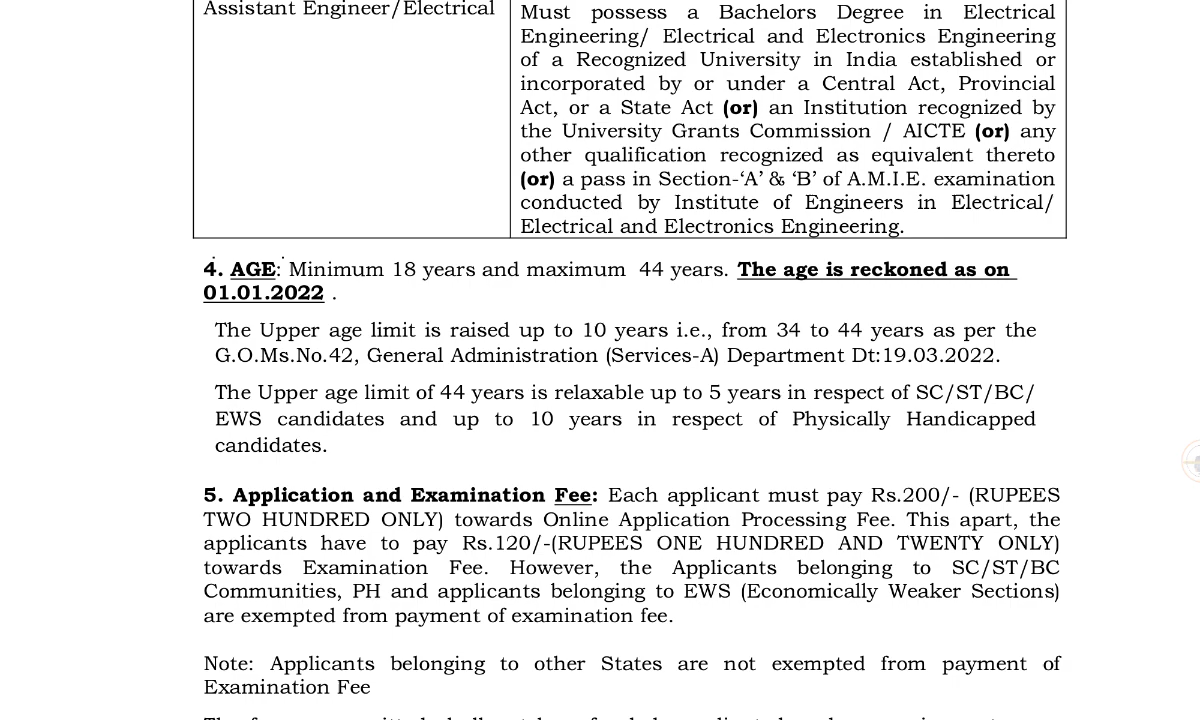 Assistant Engineer/Electrical
Must possess a Bachelors Degree in Electrical
Engineering/ Electrical and Electronics Engineering
of a Recognized University in India established or
incorporated by or under a Central Act, Provincial
Act, or a State Act (or) an Institution recognized by
the University Grants Commission / AICTE (or) any
other qualification recognized as equivalent thereto
(or) a pass in Section-‘A’ & ‘B’ of A.M.I.E. examination
conducted by Institute of Engineers in Electrical/
Electrical and Electronics Engineering.
4. AGE: Minimum 18 years and maximum 44 years. The age is reckoned as on
01.01.2022 .
The Upper age limit is raised up to 10 years i.e., from 34 to 44 years as per the
G.O.Ms.No.42, General Administration (Services-A) Department Dt:19.03.2022.
The Upper age limit of 44 years is relaxable up to 5 years in respect of SC/ST/BC/
EWS candidates and up to 10 years in respect of Physically Handicapped
candidates.
5. Application and Examination Fee: Each applicant must pay Rs.200/- (RUPEES
TWO HUNDRED ONLY) towards Online Application Processing Fee. This apart, the
applicants have to pay Rs.120/-(RUPEES ONE HUNDRED AND TWENTY ONLY)
towards Examination Fee. However, the Applicants belonging to SC/ST/BC
Communities, PH and applicants belonging to EWS (Economically Weaker Sections)
are exempted from payment of examination fee.
Note: Applicants belonging to other States are not exempted from payment of
Examination Fee